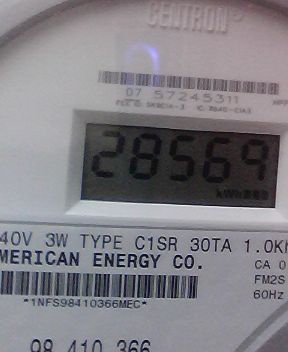 CENTRON®
07 57245311
28569
kWh
40V 3W TYPE C1SR 30TA 1.0K
MERICAN ENERGY CO.
CA 0
FM2S
60Hz
*1NFS98410366MEC*
98 410 366